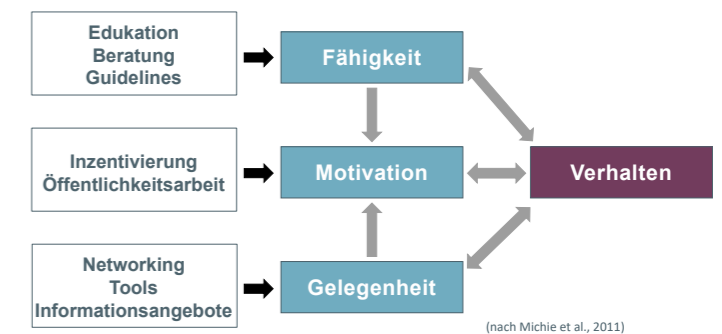 Edukation
Beratung
Guidelines
Fähigkeit
Inzentivierung
Öffentlichkeitsarbeit
Motivation
Verhalten
Networking
Tools
Informationsangebote
Gelegenheit
(nach Michie et al., 2011)